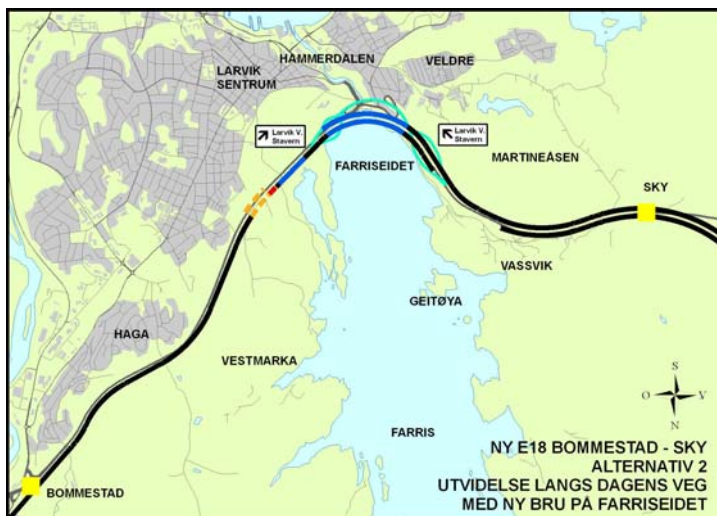 HAMMERDALEN
VELDRE
LARVIK
SENTRUM
Larvik V.
Stavern
Larvik V.
Stavern
FARRISEIDET
MARTINEÅSEN
SKY
VASSVIK
GEITØYA
HAGA
VESTMARKA
S
O V
N
FARRIS
NY E18 BOMMESTAD - SKY
ALTERNATIV 2
UTVIDELSE LANGS DAGENS VEG
MED NY BRU PÅ FARRISEIDET
BOMMESTAD